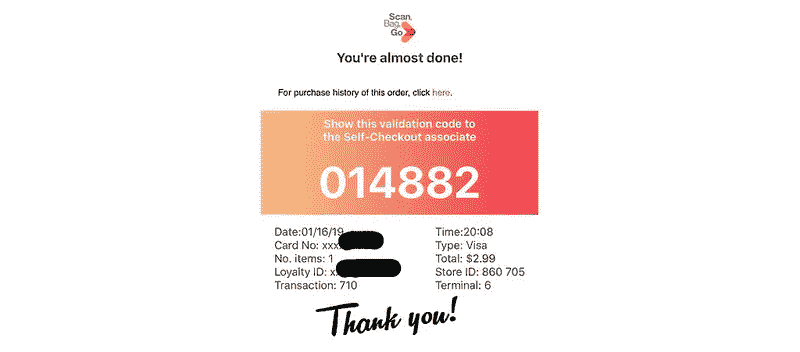 Scan,
Bag,
Go
You're almost done!
For purchase history of this order, click here.
Show this validation code to
the Self-Checkout associate
014882
Date:01/16/19
Time:20:08
Card No: xxx
Type: Visa
No. items: 1
Total: $2.99
Loyalty ID: x
Store ID: 860 705
Transaction: 710
Terminal: 6
Thank you!